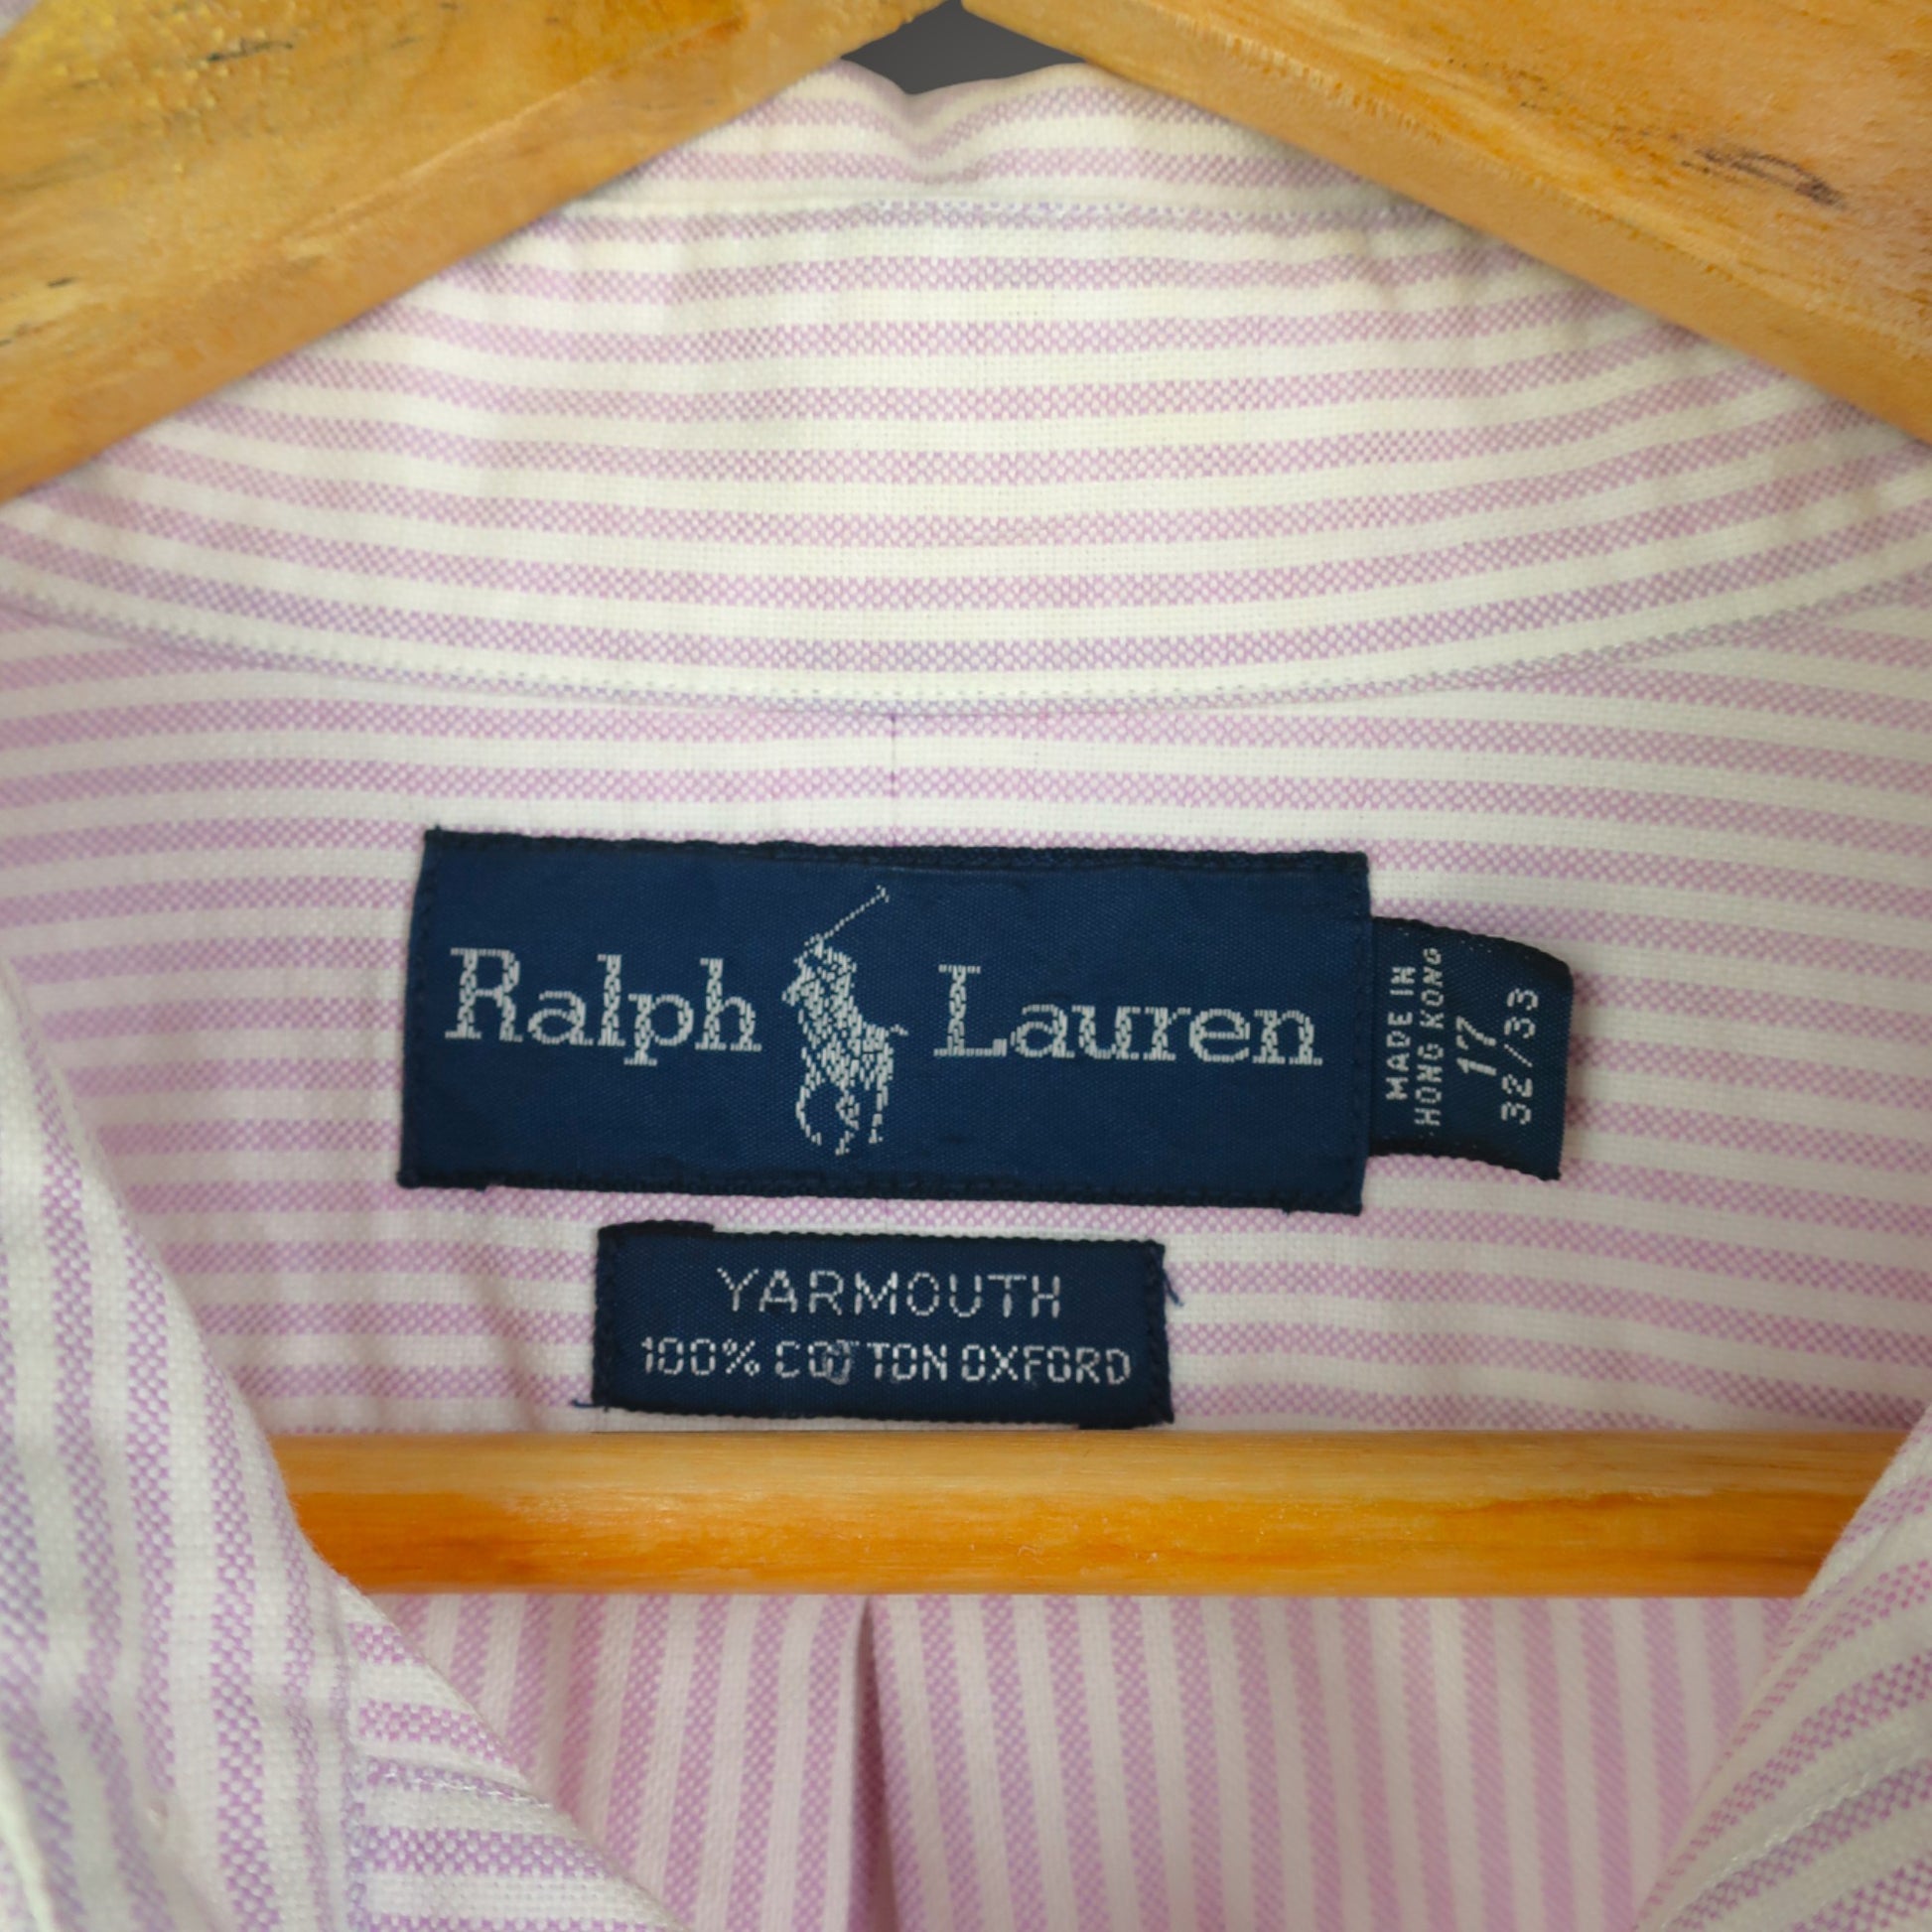 Ralph Lauren
MADE IN
HONG KONG
17
32/33
YARMOUTH
100% COTTON OXFORD